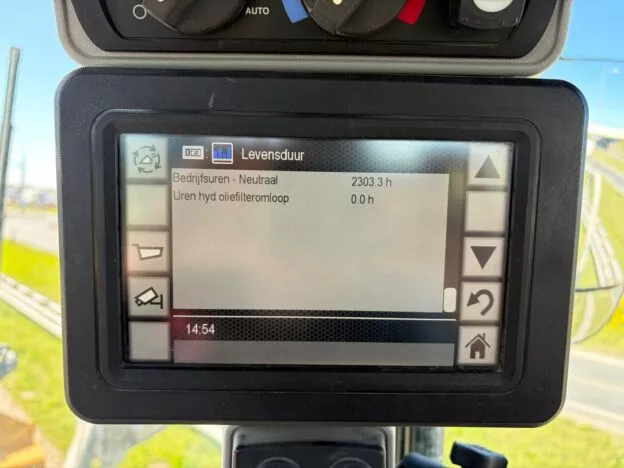 AUTO
Levensduur
Bedrijfsuren - Neutraal 2303.3 h
Uren hyd oliefilteromloop 0.0 h
14:54